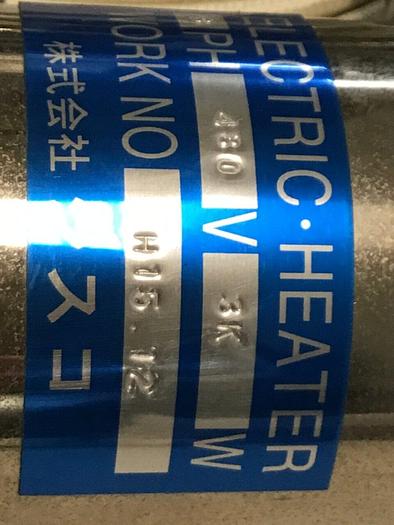 ELECTRIC·HEATER
PH 480 V 3K W
WORK NO H15.12
株式会社 スコ